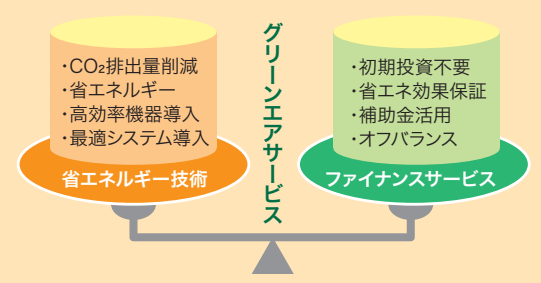 ・CO₂排出量削減
・省エネルギー
・高効率機器導入
・最適システム導入
省エネルギー技術
グリーンエアサービス
・初期投資不要
・省エネ効果保証
・補助金活用
・オフバランス
ファイナンスサービス